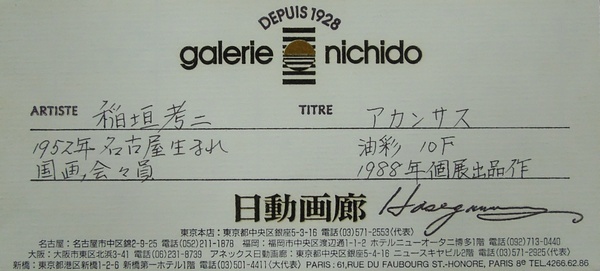 DEPUIS 1928
galerie nichido
ARTISTE 稲垣考二 TITRE アカンサス
1952年名古屋生まれ 油彩 10F
国画会々員 1988年個展出品作
日動画廊
東京本店：東京都中央区銀座5-3-16 電話(03)571-2553(代表)
名古屋：名古屋市中区錦2-9-25 電話(052)211-1878 福岡：福岡市中央区渡辺通1-1-2 ホテルニューオータニ博多1階 電話(092)713-0440
大阪：大阪市東区北浜3-41 電話(06)231-8739 アネックス日動画廊：東京都中央区銀座5-4-16 ニュースキヤビル2階 電話(03)571-2925(代表)
新橋：東京都港区新橋1-2-6 新橋第一ホテル1階 電話(03)501-4411(大代表) PARIS : 61, RUE DU FAUBOURG ST.-HONORÉ, PARIS 8e TEL.4266.62.86